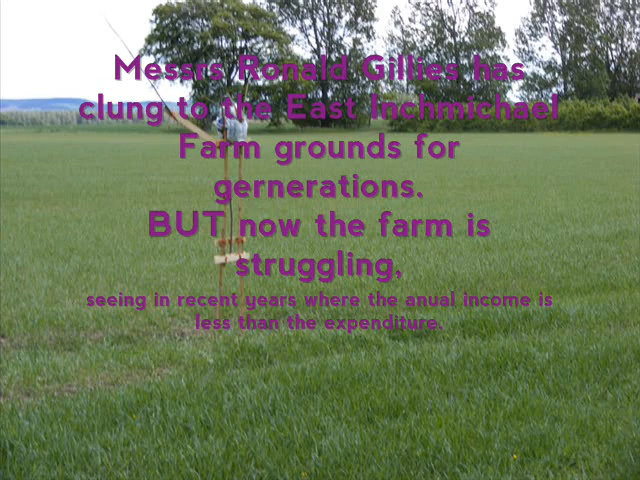 Messrs Ronald Gillies has
clung to the East Inchmichael
Farm grounds for
gernerations.
BUT now the farm is
struggling,
seeing in recent years where the anual income is
less than the expenditure.